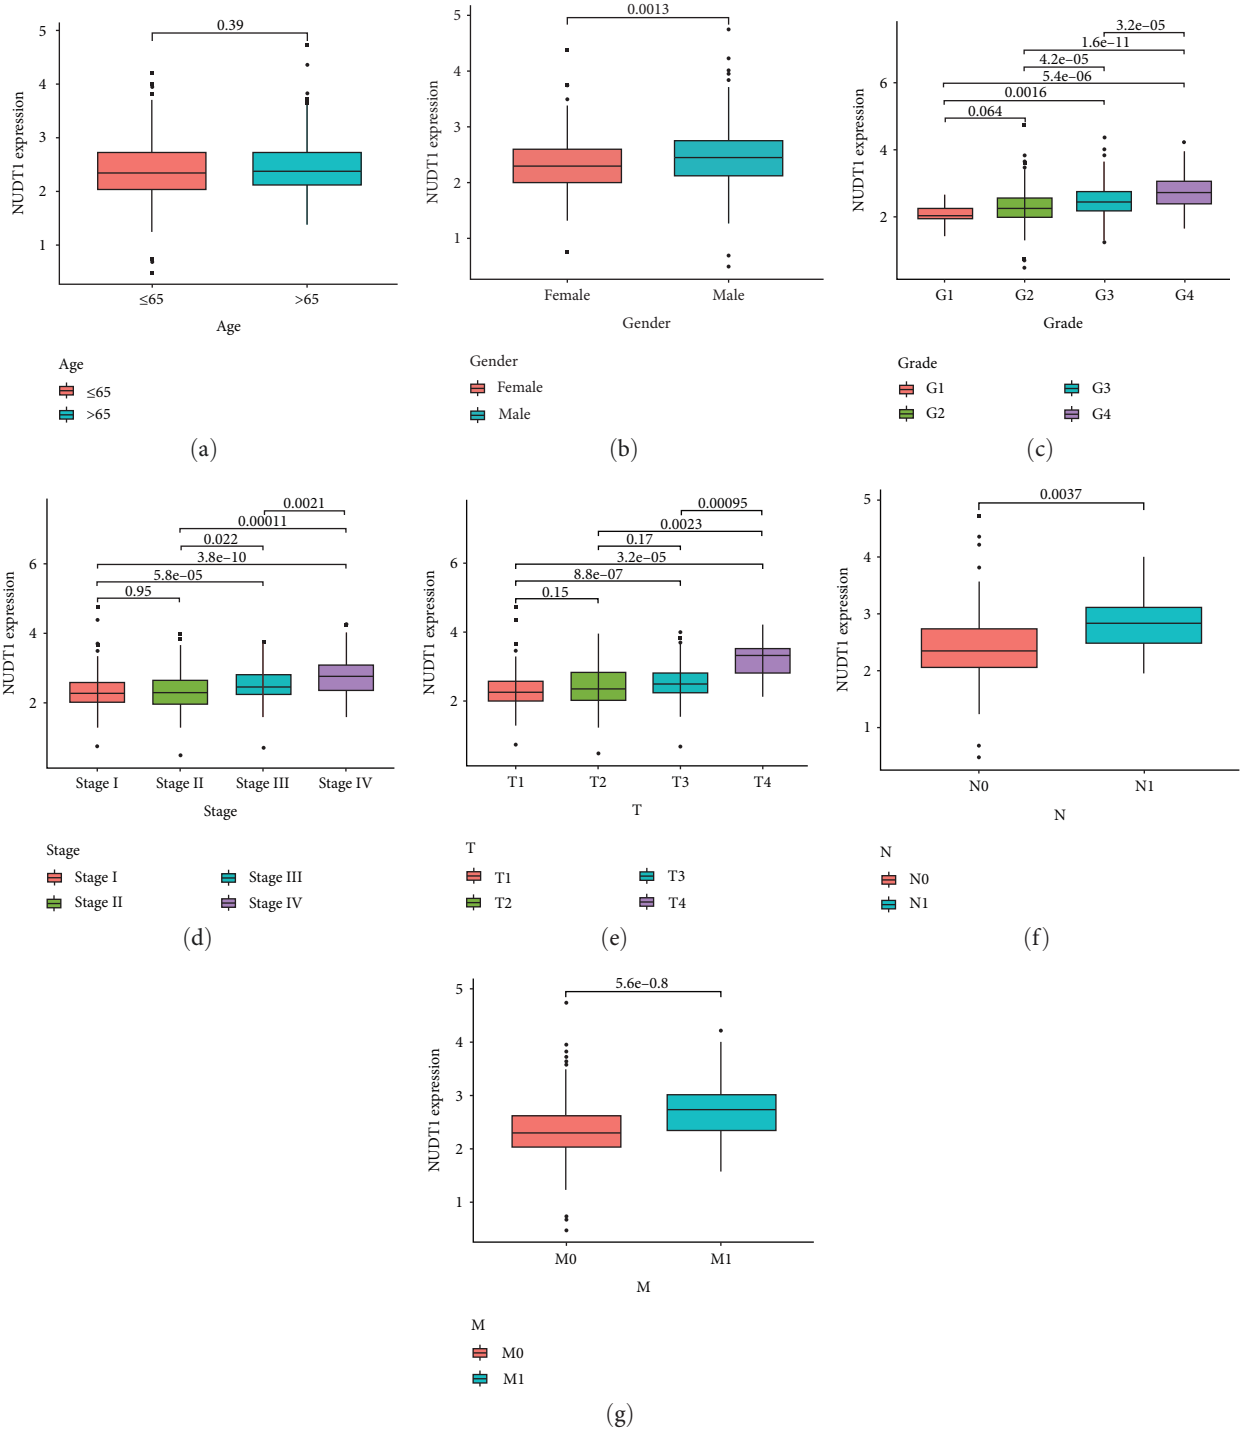 0.39
5
4
3
2
1
NUDT1 expression
≤65
>65
Age
Age
≤65
>65
(a)
0.0013
5
4
3
2
1
NUDT1 expression
Female
Male
Gender
Gender
Female
Male
(b)
3.2e–05
1.6e–11
4.2e–05
5.4e–06
0.0016
0.064
6
4
2
NUDT1 expression
G1
G2
G3
G4
Grade
Grade
G1
G3
G2
G4
(c)
0.0021
0.00011
0.022
3.8e–10
5.8e–05
0.95
6
4
2
NUDT1 expression
Stage I
Stage II
Stage III
Stage IV
Stage
Stage
Stage I
Stage III
Stage II
Stage IV
(d)
0.00095
0.0023
0.17
3.2e–05
8.8e–07
0.15
6
4
2
NUDT1 expression
T1
T2
T3
T4
T
T
T1
T3
T2
T4
(e)
0.0037
5
4
3
2
1
NUDT1 expression
N0
N1
N
N
N0
N1
(f)
5.6e–0.8
5
4
3
2
1
NUDT1 expression
M0
M1
M
M
M0
M1
(g)